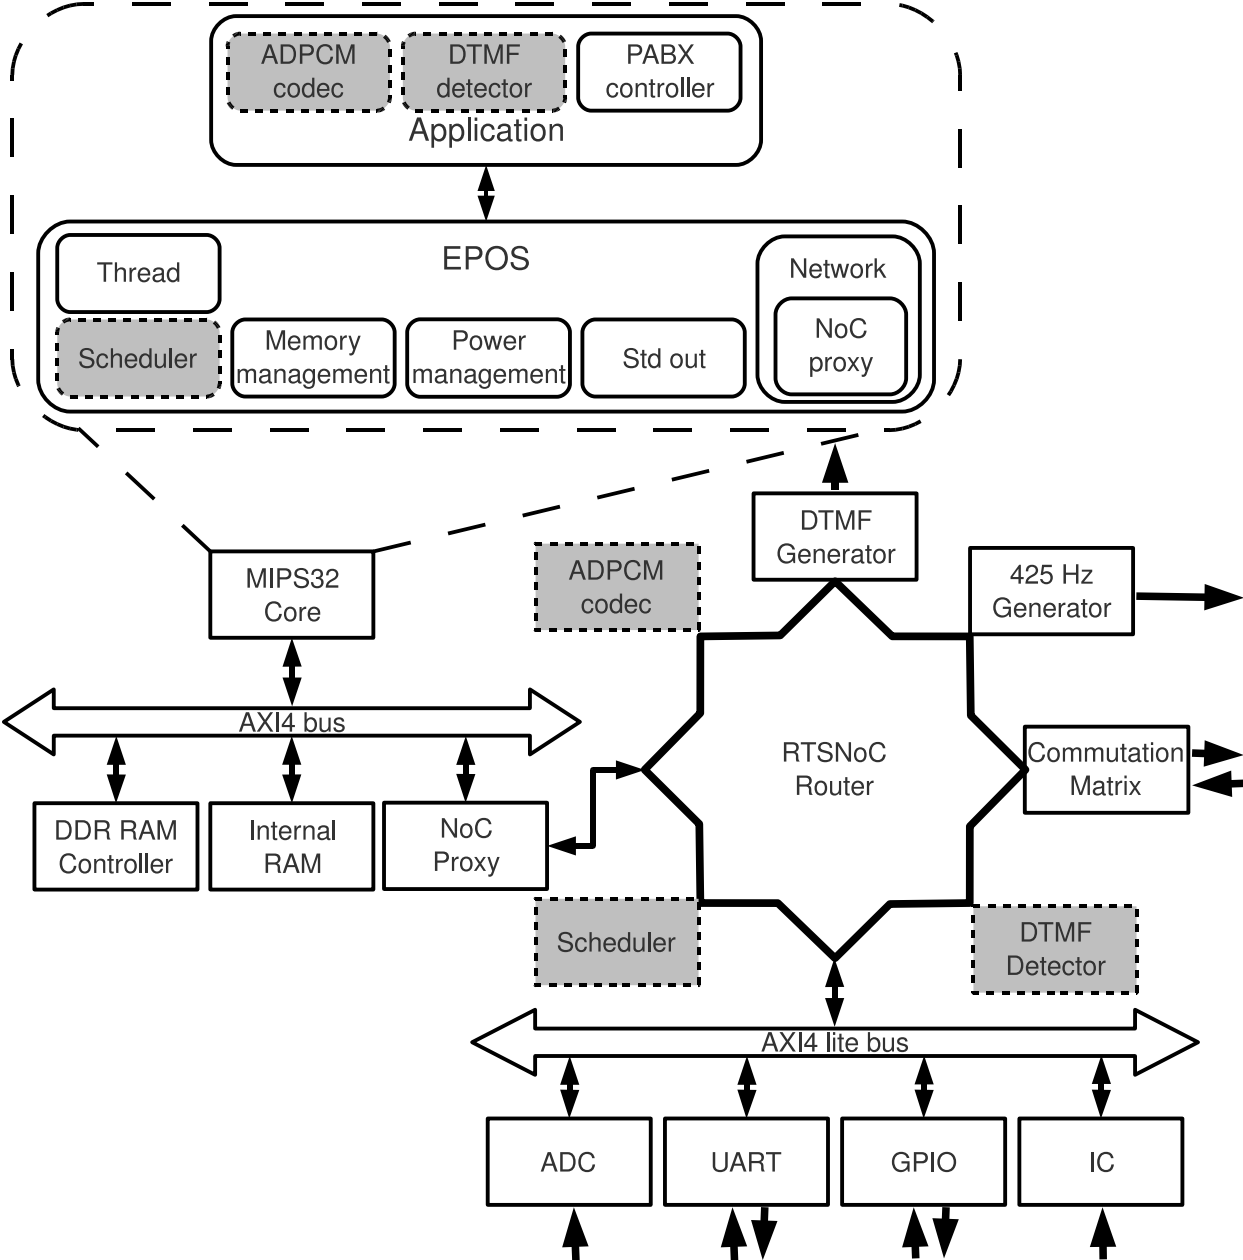 ADPCM
codec
DTMF
detector
PABX
controller
Application
EPOS
Thread
Network
Scheduler
Memory
management
Power
management
Std out
NoC
proxy
DTMF
Generator
ADPCM
codec
425 Hz
Generator
MIPS32
Core
AXI4 bus
RTSNoC
Router
Commutation
Matrix
DDR RAM
Controller
Internal
RAM
NoC
Proxy
Scheduler
DTMF
Detector
AXI4 lite bus
ADC
UART
GPIO
IC